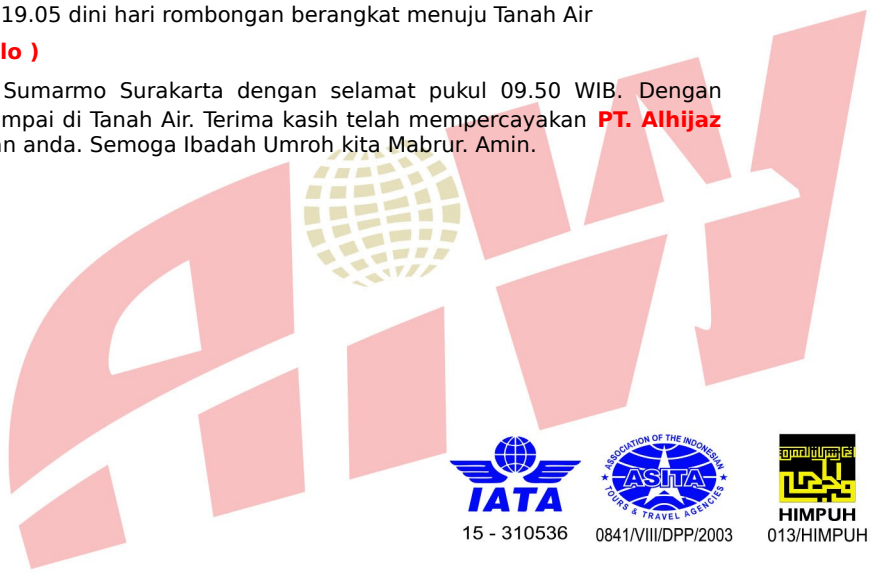 19.05 dini hari rombongan berangkat menuju Tanah Air
lo )
Sumarmo Surakarta dengan selamat pukul 09.50 WIB. Dengan
mpai di Tanah Air. Terima kasih telah mempercayakan PT. Alhijaz
an anda. Semoga Ibadah Umroh kita Mabrur. Amin.
AIW
ASSOCIATION OF THE INDONESIAN
IATA
ASITA
TOURS & TRAVEL AGENCIES
HIMPUH
15 - 310536
0841/VIII/DPP/2003
013/HIMPUH